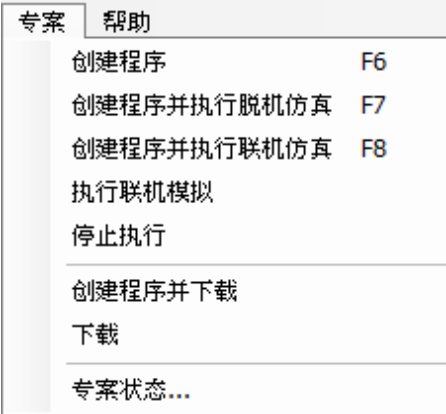 专案 帮助
创建程序 F6
创建程序并执行脱机仿真 F7
创建程序并执行联机仿真 F8
执行联机模拟
停止执行
创建程序并下载
下载
专案状态...